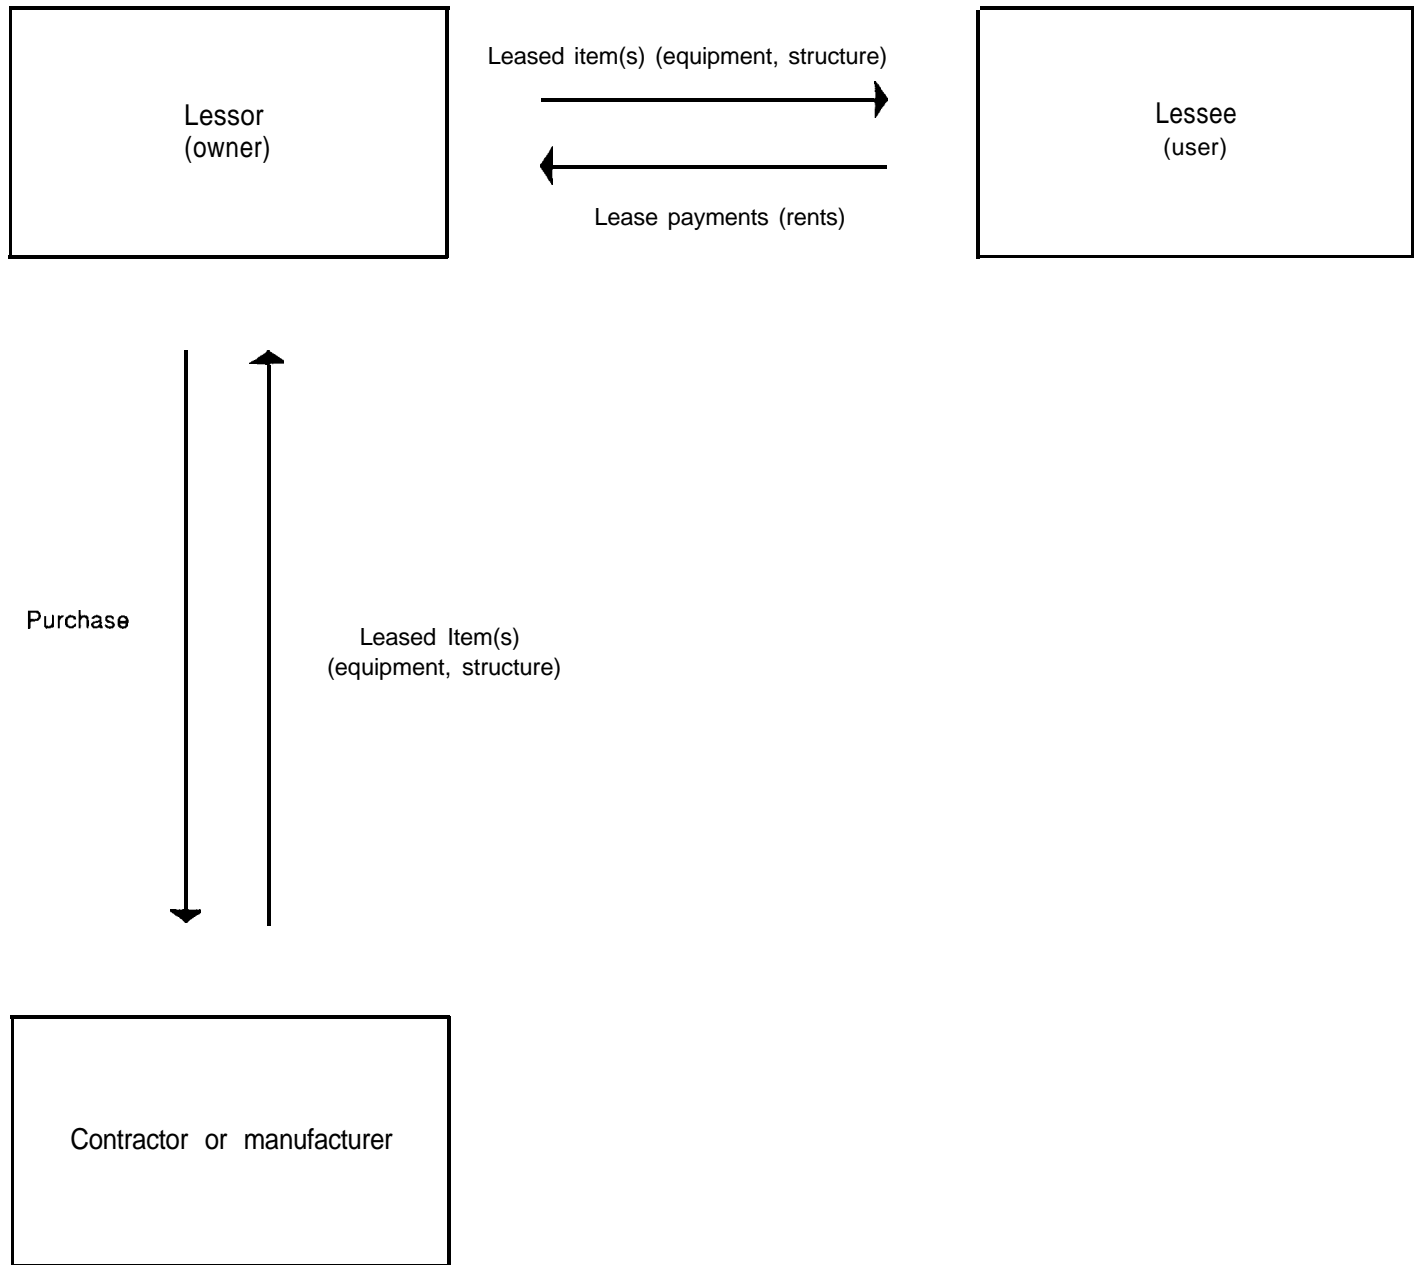 Leased item(s) (equipment, structure)
Lessor
(owner)
Lessee
(user)
Lease payments (rents)
Purchase
Leased Item(s)
(equipment, structure)
Contractor or manufacturer